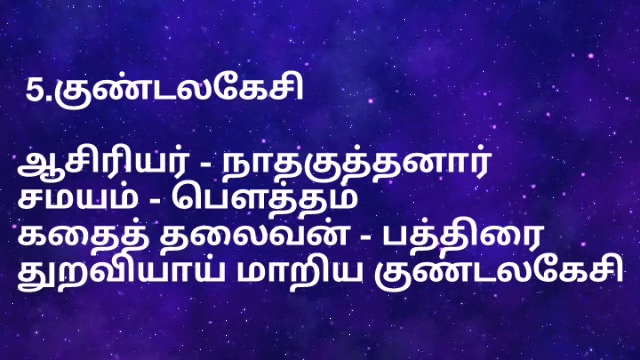 5.குண்டலகேசி
ஆசிரியர் - நாதகுத்தனார்
சமயம் - பௌத்தம்
கதைத் தலைவன் - பத்திரை
துறவியாய் மாறிய குண்டலகேசி